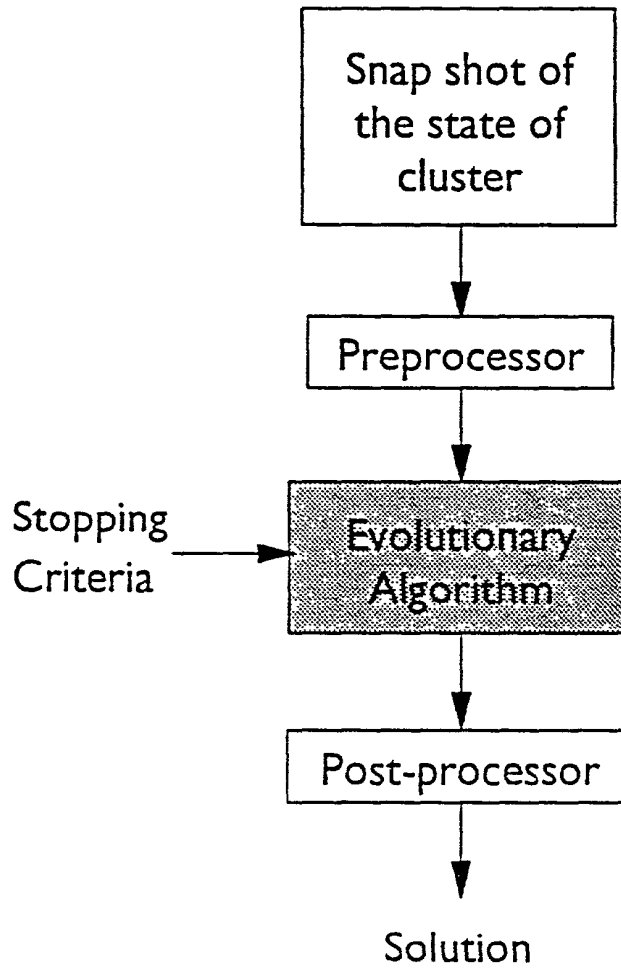 Snap shot of
the state of
cluster
Preprocessor
Stopping
Criteria
Evolutionary
Algorithm
Post-processor
Solution